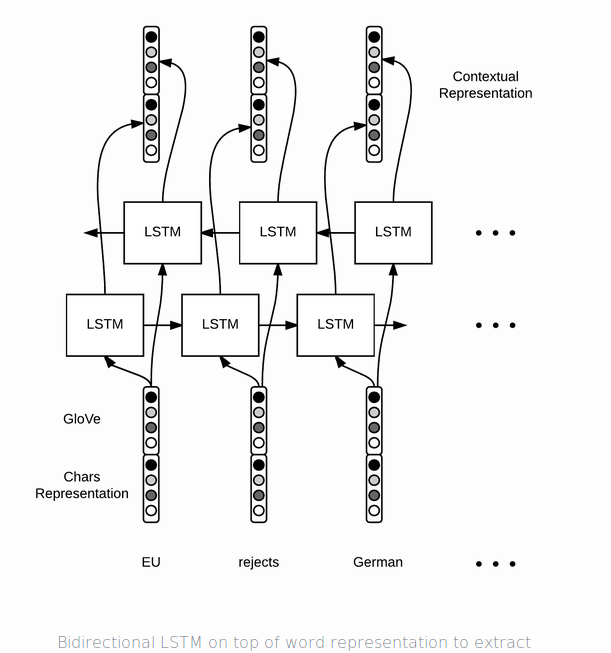 Contextual
Representation
LSTM LSTM LSTM
LSTM LSTM LSTM
GloVe
Chars
Representation
EU rejects German
Bidirectional LSTM on top of word representation to extract